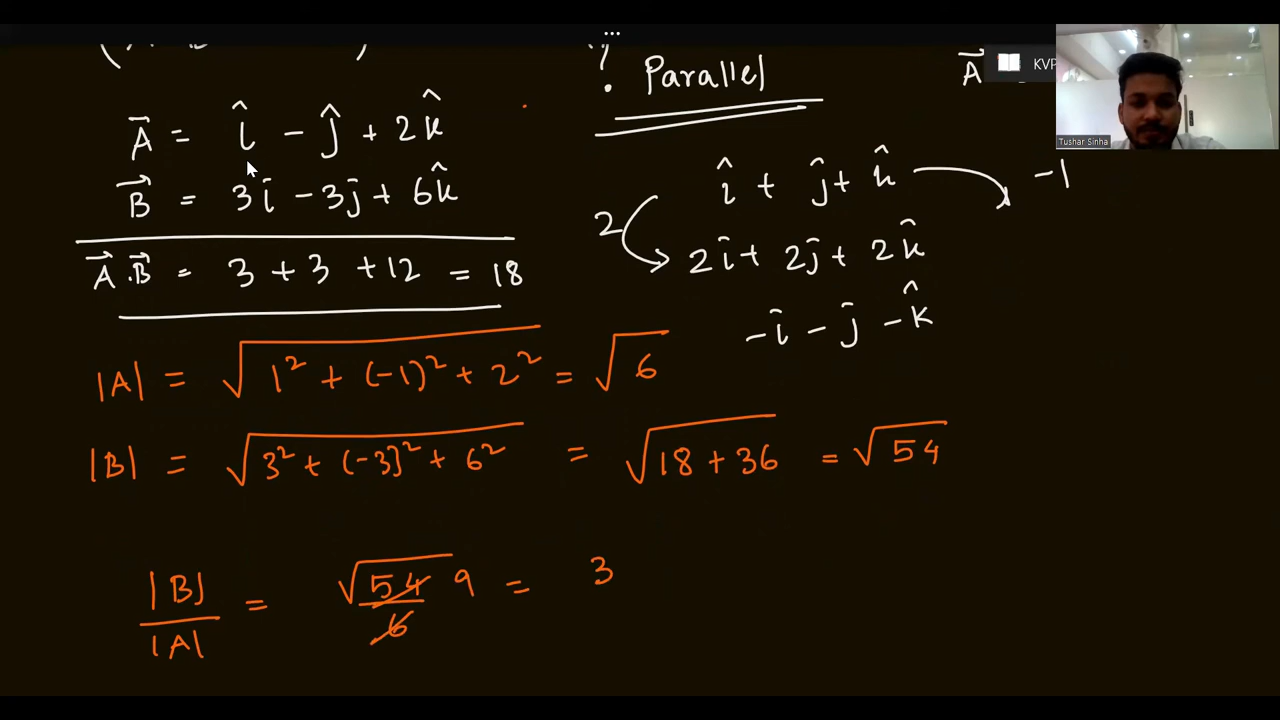 ? Parallel
A⃗
KVP
Tushar Sinha
A⃗ = î - ĵ + 2k̂
B⃗ = 3î - 3ĵ + 6k̂
A⃗.B⃗ = 3 + 3 + 12 = 18
î + ĵ + k̂
-1
2
2î + 2ĵ + 2k̂
-î - ĵ - k̂
|A| = √(1² + (-1)² + 2²) = √6
|B| = √(3² + (-3)² + 6²) = √(18 + 36) = √54
|B|/|A| = √(54/6) 9 = 3